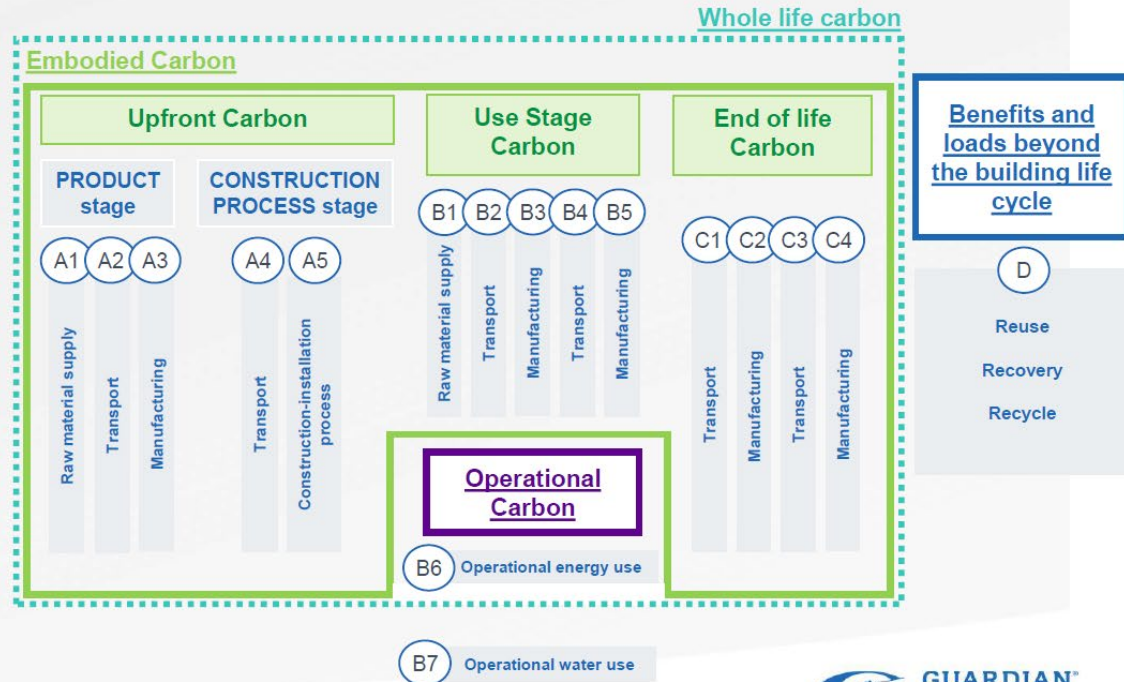 Whole life carbon
Embodied Carbon
Upfront Carbon
Use Stage
Carbon
End of life
Carbon
Benefits and
loads beyond
the building life
cycle
PRODUCT
stage
CONSTRUCTION
PROCESS stage
A1 A2 A3
A4 A5
B1 B2 B3 B4 B5
C1 C2 C3 C4
D
Raw material supply
Transport
Manufacturing
Transport
Construction-installation
process
Raw material supply
Transport
Manufacturing
Transport
Manufacturing
Transport
Manufacturing
Transport
Manufacturing
Reuse
Recovery
Recycle
Operational
Carbon
B6 Operational energy use
B7 Operational water use
GUARDIAN®